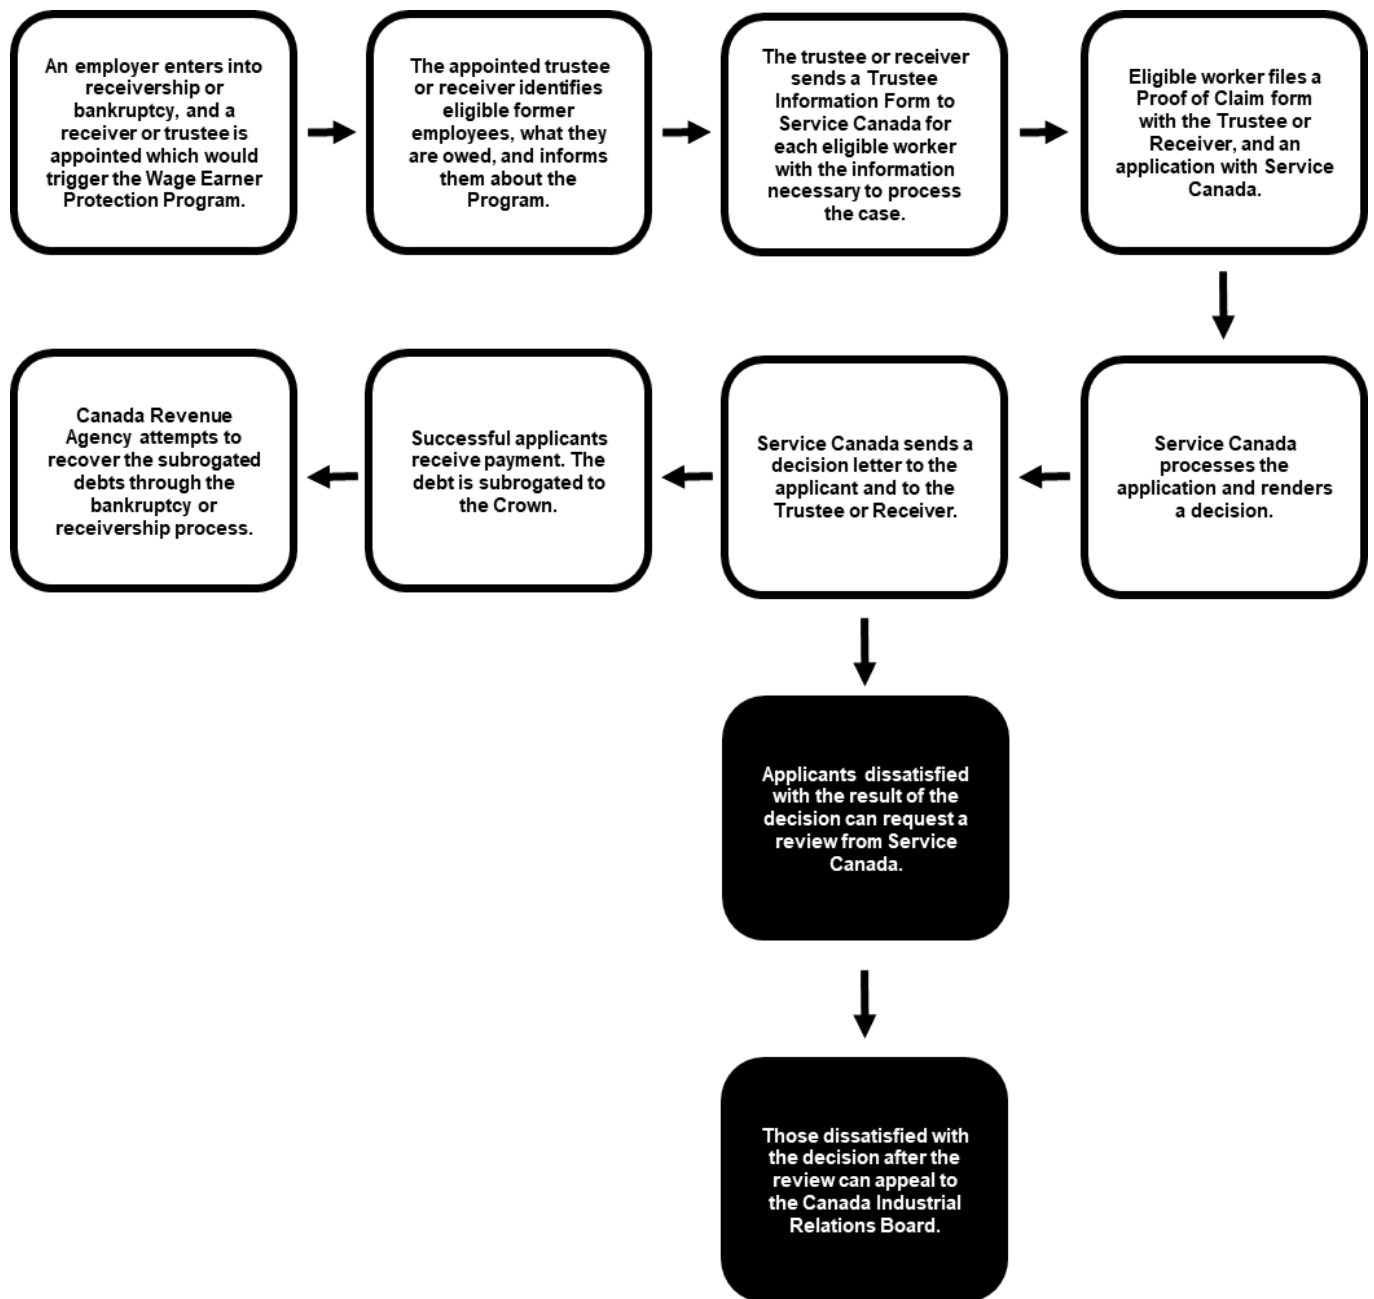 An employer enters into
receivership or
bankruptcy, and a
receiver or trustee is
appointed which would
trigger the Wage Earner
Protection Program.
The appointed trustee
or receiver identifies
eligible former
employees, what they
are owed, and informs
them about the
Program.
The trustee or receiver
sends a Trustee
Information Form to
Service Canada for
each eligible worker
with the information
necessary to process
the case.
Eligible worker files a
Proof of Claim form
with the Trustee or
Receiver, and an
application with Service
Canada.
Service Canada
processes the
application and renders
a decision.
Service Canada sends a
decision letter to the
applicant and to the
Trustee or Receiver.
Successful applicants
receive payment. The
debt is subrogated to
the Crown.
Canada Revenue
Agency attempts to
recover the subrogated
debts through the
bankruptcy or
receivership process.
Applicants dissatisfied
with the result of the
decision can request a
review from Service
Canada.
Those dissatisfied with
the decision after the
review can appeal to
the Canada Industrial
Relations Board.